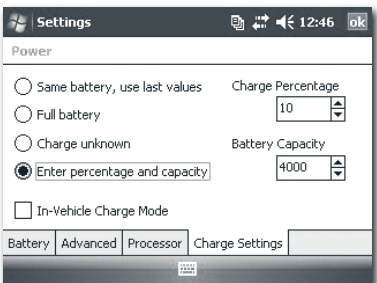 Settings 12:46 ok
Power
Same battery, use last values
Full battery
Charge unknown
Enter percentage and capacity
Charge Percentage
10
Battery Capacity
4000
In-Vehicle Charge Mode
Battery Advanced Processor Charge Settings